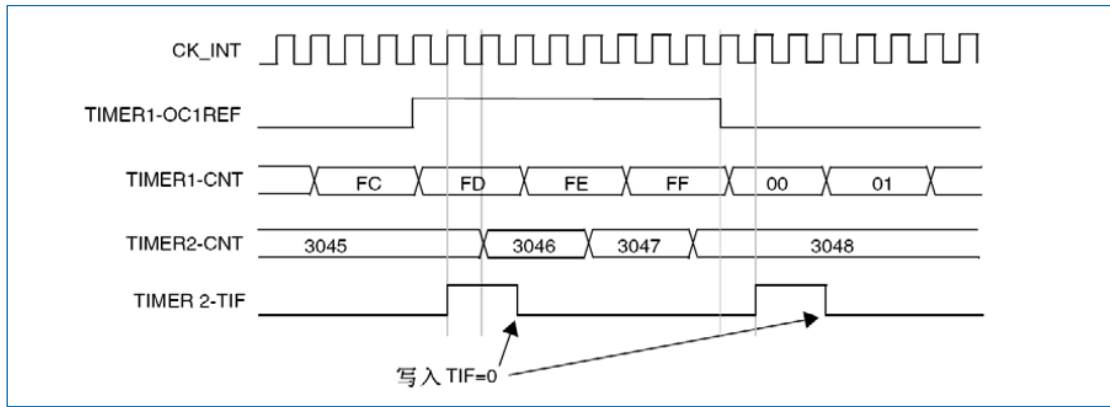 CK_INT
TIMER1-OC1REF
TIMER1-CNT FC FD FE FF 00 01
TIMER2-CNT 3045 3046 3047 3048
TIMER 2-TIF
写入 TIF=0